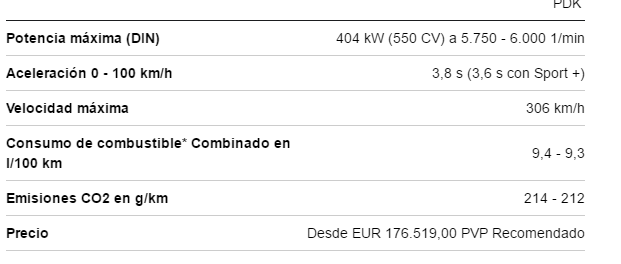 PDK
Potencia máxima (DIN) 404 kW (550 CV) a 5.750 - 6.000 1/min
Aceleración 0 - 100 km/h 3,8 s (3,6 s con Sport +)
Velocidad máxima 306 km/h
Consumo de combustible* Combinado en
l/100 km 9,4 - 9,3
Emisiones CO2 en g/km 214 - 212
Precio Desde EUR 176.519,00 PVP Recomendado